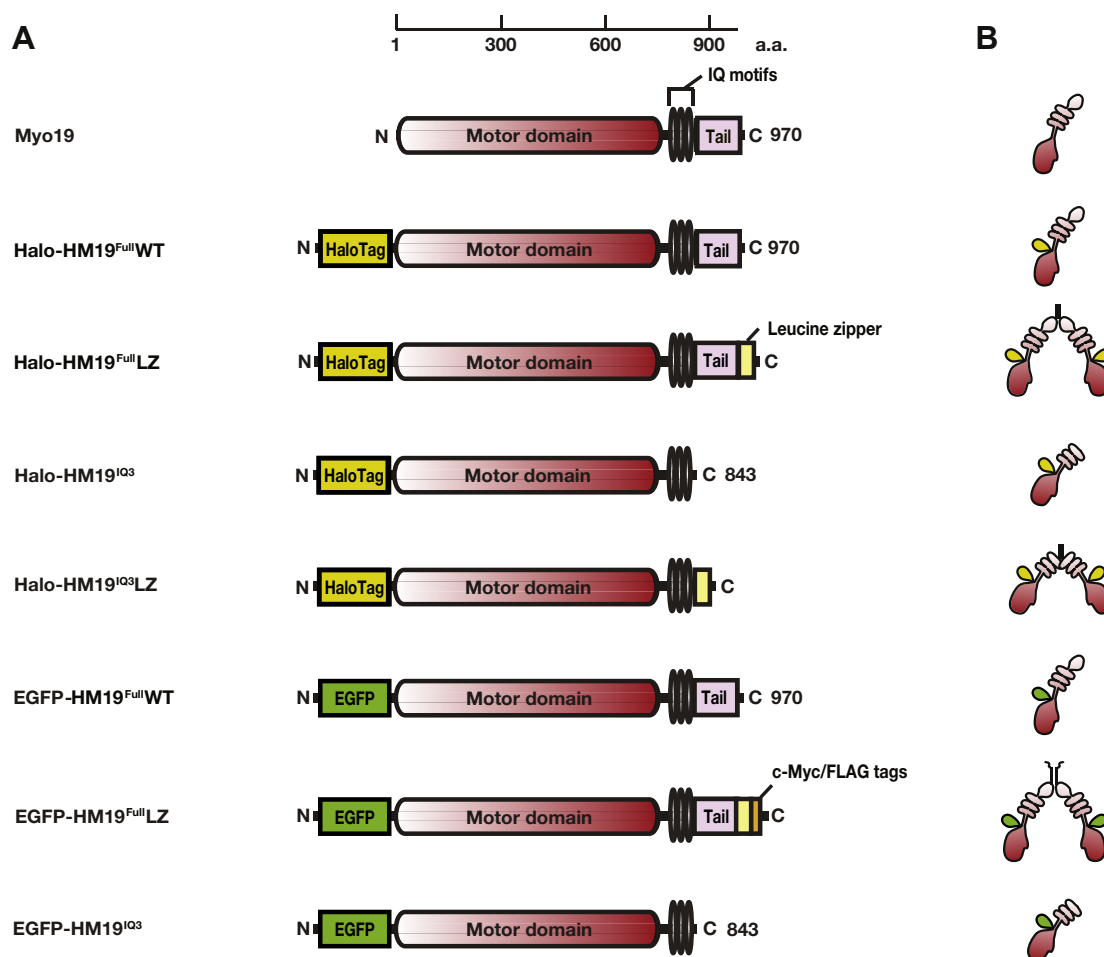 A
B
1 300 600 900 a.a.
IQ motifs
Myo19 N Motor domain Tail C 970
Halo-HM19FullWT N HaloTag Motor domain Tail C 970
Leucine zipper
Halo-HM19FullLZ N HaloTag Motor domain Tail C
Halo-HM19IQ3 N HaloTag Motor domain C 843
Halo-HM19IQ3LZ N HaloTag Motor domain C
EGFP-HM19FullWT N EGFP Motor domain Tail C 970
c-Myc/FLAG tags
EGFP-HM19FullLZ N EGFP Motor domain Tail C
EGFP-HM19IQ3 N EGFP Motor domain C 843